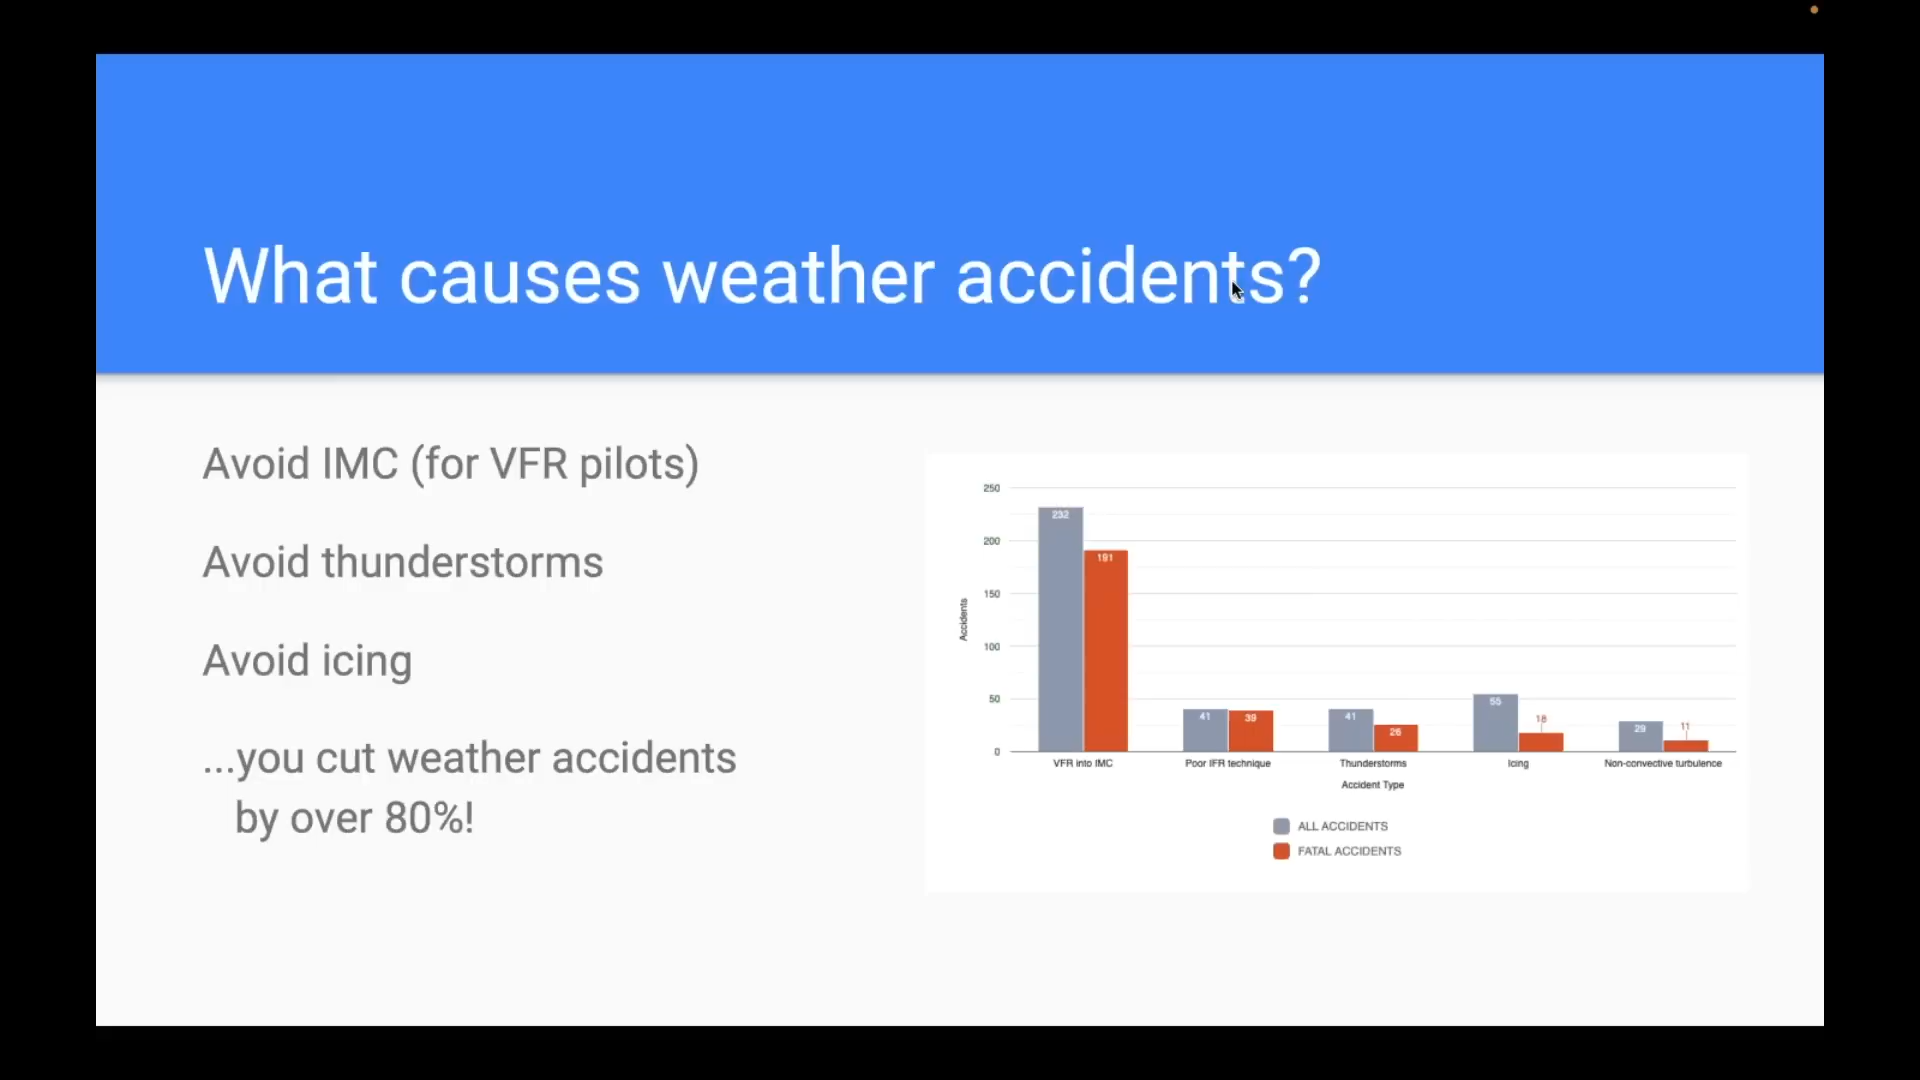 What causes weather accidents?
Avoid IMC (for VFR pilots)
Avoid thunderstorms
Avoid icing
...you cut weather accidents
by over 80%!
250
200
150
100
50
0
Accidents
232
191
41
39
41
26
55
18
29
11
VFR into IMC
Poor IFR technique
Thunderstorms
Icing
Non-convective turbulence
Accident Type
ALL ACCIDENTS
FATAL ACCIDENTS